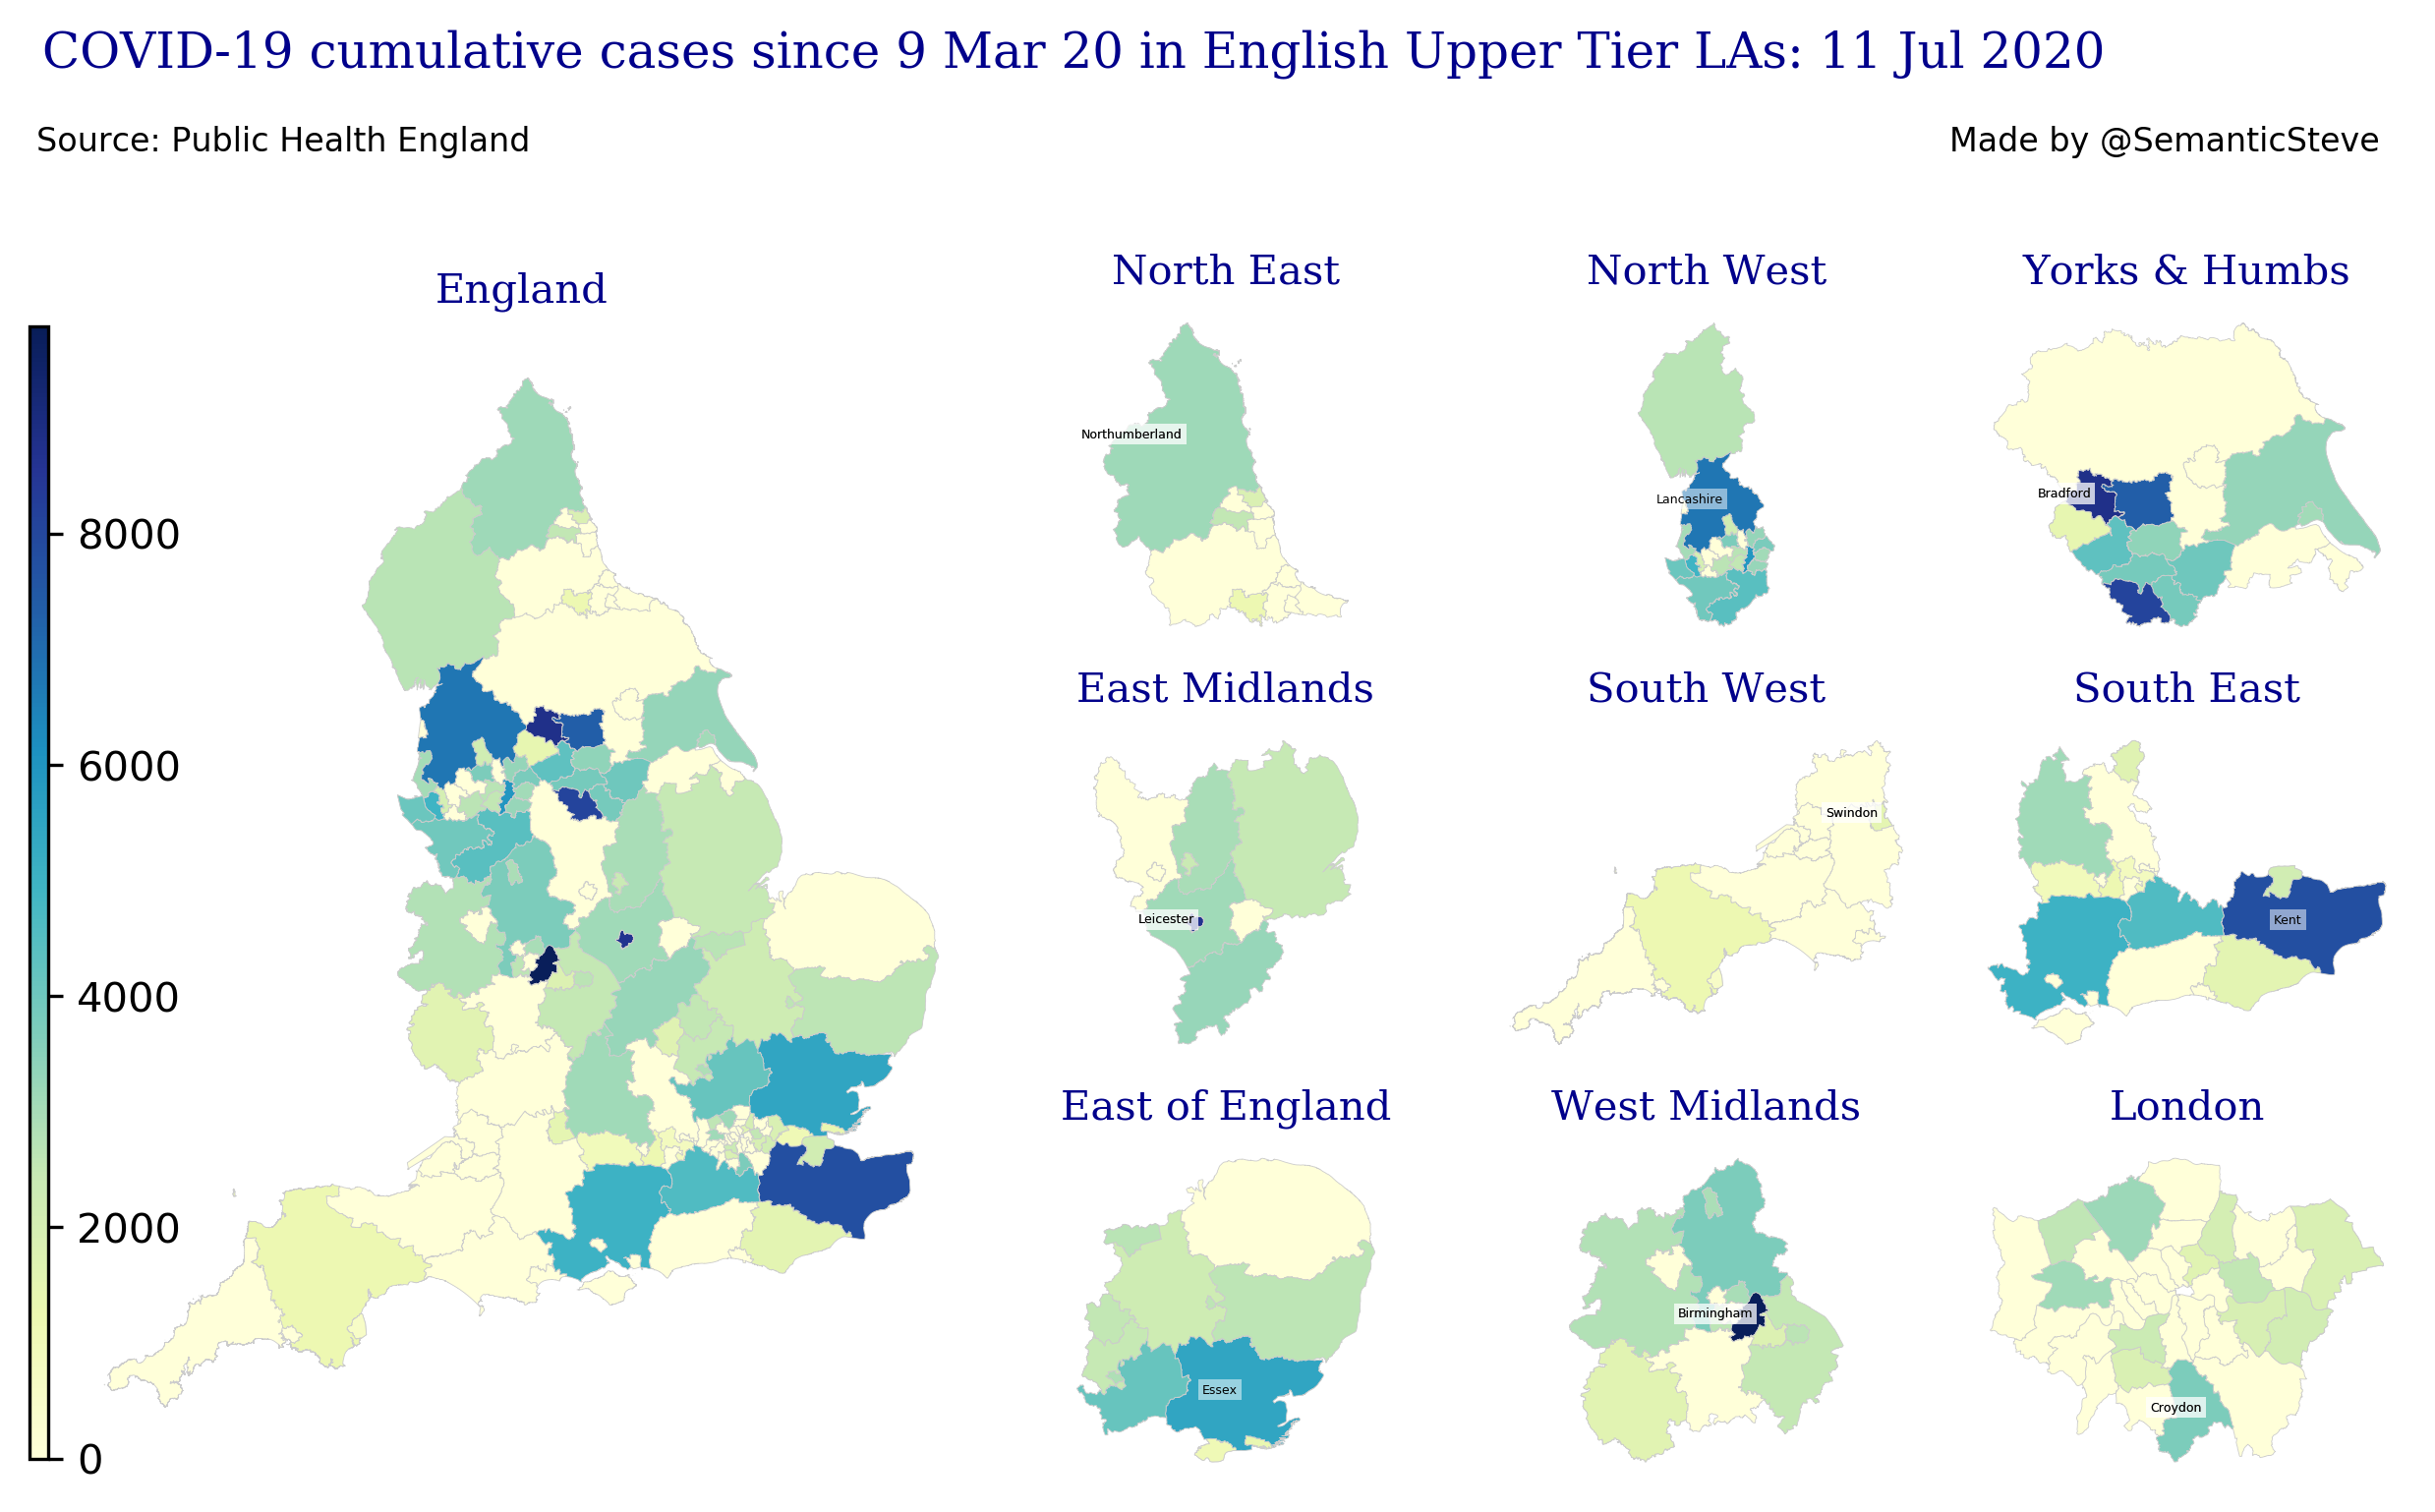 COVID-19 cumulative cases since 9 Mar 20 in English Upper Tier LAs: 11 Jul 2020
Source: Public Health England
Made by @SemanticSteve
England
8000
6000
4000
2000
0
North East
Northumberland
North West
Lancashire
Yorks & Humbs
Bradford
East Midlands
Leicester
South West
Swindon
South East
Kent
East of England
Essex
West Midlands
Birmingham
London
Croydon